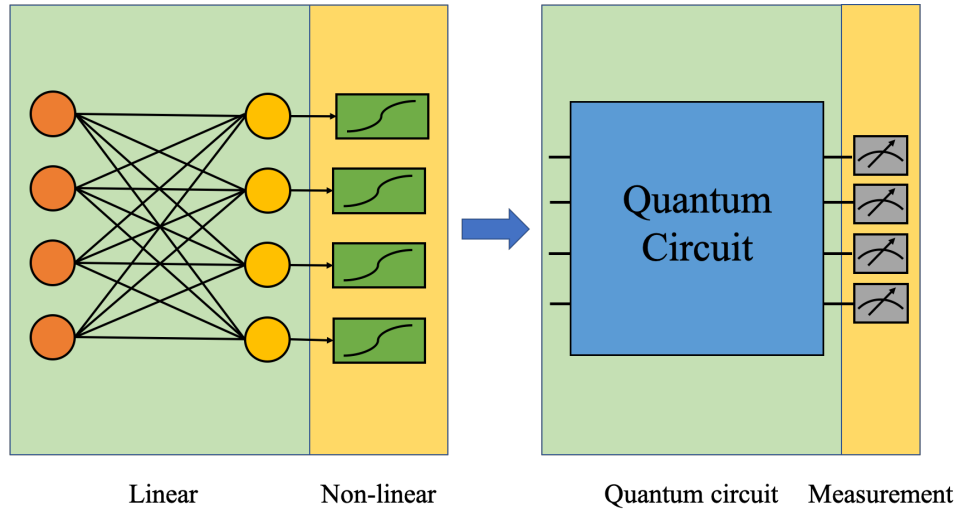 Quantum
Circuit
Linear
Non-linear
Quantum circuit
Measurement